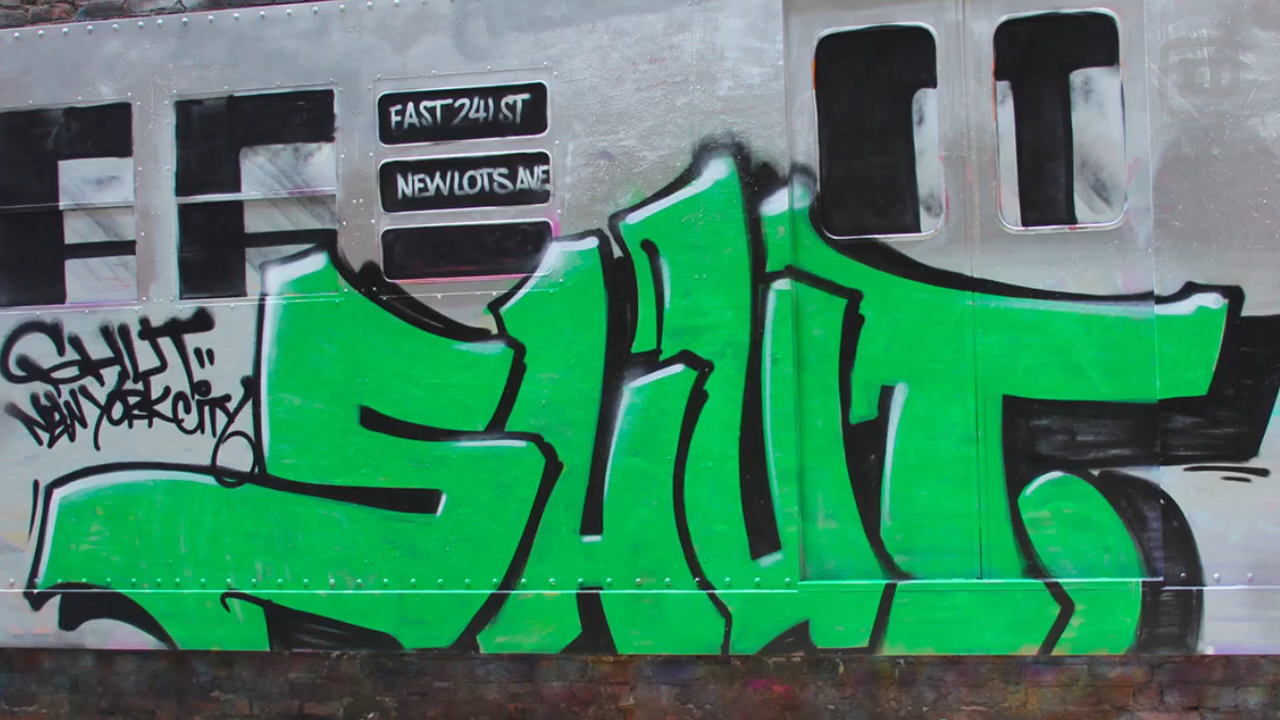 EAST 241 ST
NEW LOTS AVE
SHUT
NEW YORK CITY
SHUT